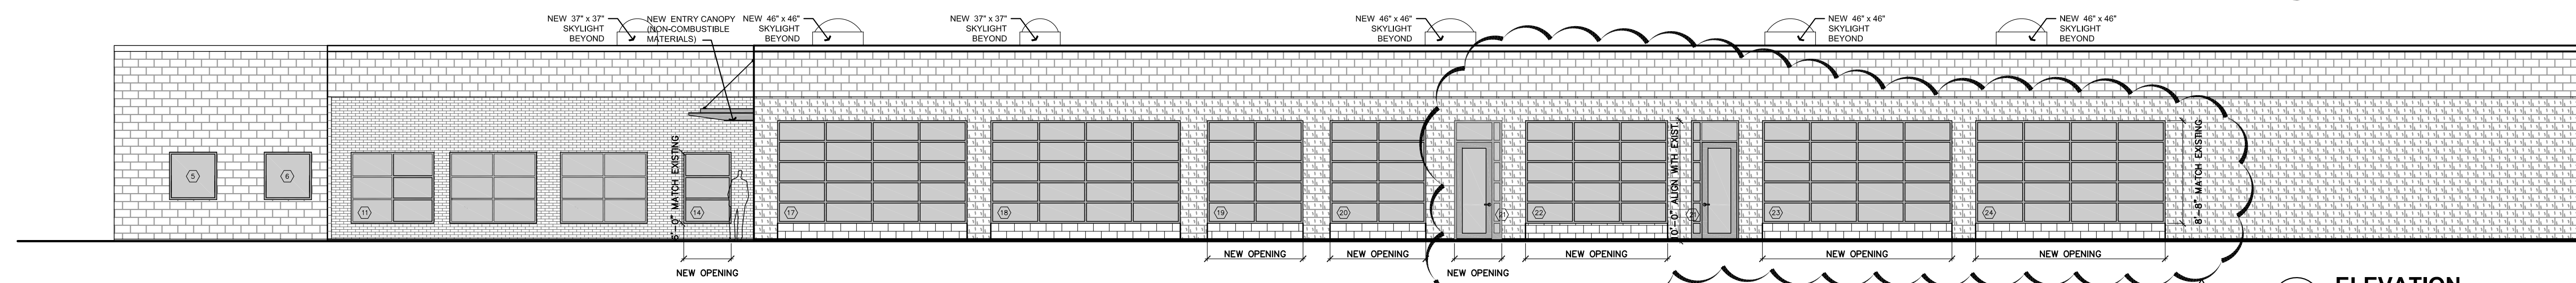 NEW 37" x 37"
SKYLIGHT
BEYOND
NEW ENTRY CANOPY
(NON-COMBUSTIBLE
MATERIALS)
NEW 46" x 46"
SKYLIGHT
BEYOND
NEW 37" x 37"
SKYLIGHT
BEYOND
NEW 46" x 46"
SKYLIGHT
BEYOND
NEW 46" x 46"
SKYLIGHT
BEYOND
NEW 46" x 46"
SKYLIGHT
BEYOND
5
6
11
MATCH EXISTING
14
17
18
19
20
21
22
10'-0" ALIGN WITH EXIST.
21
23
24
8'-8" MATCH EXISTING
NEW OPENING
NEW OPENING
NEW OPENING
NEW OPENING
NEW OPENING
NEW OPENING
NEW OPENING
ELEVATION